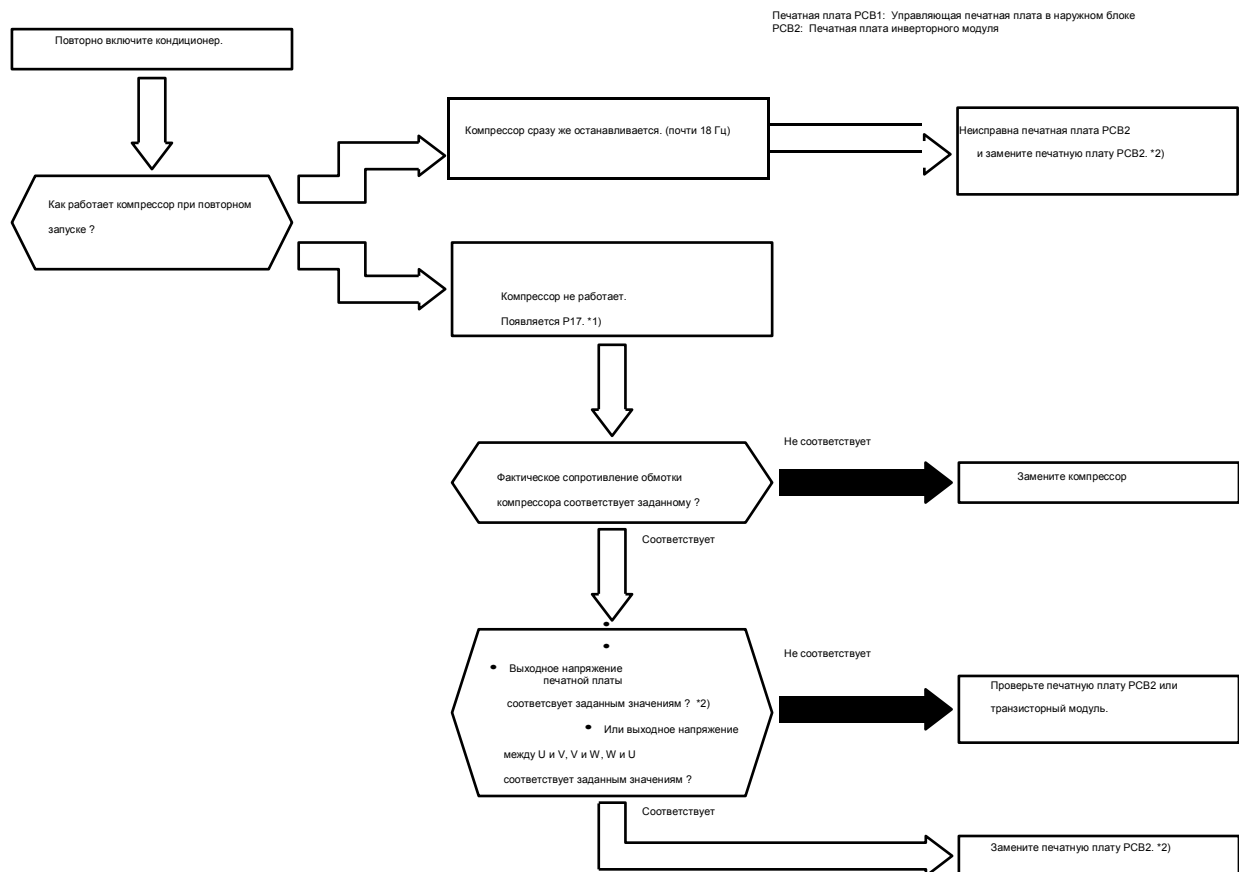 Печатная плата PCB1: Управляющая печатная плата в наружном блоке
PCB2: Печатная плата инверторного модуля
Повторно включите кондиционер.
Компрессор сразу же останавливается. (почти 18 Гц)
Неисправна печатная плата PCB2
и замените печатную плату PCB2. *2)
Как работает компрессор при повторном
запуске ?
Компрессор не работает.
Появляется P17. *1)
Не соответствует
Фактическое сопротивление обмотки
компрессора соответствует заданному ?
Замените компрессор
Соответствует
•
•
Не соответствует
• Выходное напряжение
печатной платы
соответсвует заданным значениям ? *2)
• Или выходное напряжение
между U и V, V и W, W и U
соответствует заданным значениям ?
Проверьте печатную плату PCB2 или
транзисторный модуль.
Соответствует
Замените печатную плату PCB2. *2)